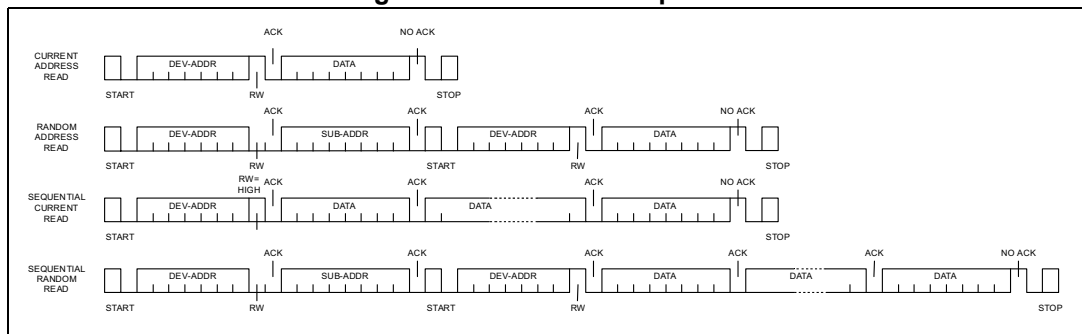 ACK NO ACK
CURRENT
ADDRESS
READ
DEV-ADDR DATA
START RW STOP
ACK ACK ACK NO ACK
RANDOM
ADDRESS
READ
DEV-ADDR SUB-ADDR DEV-ADDR DATA
START RW START RW STOP
RW=
HIGH
ACK ACK ACK NO ACK
SEQUENTIAL
CURRENT
READ
DEV-ADDR DATA DATA DATA
START STOP
ACK ACK ACK ACK ACK NO ACK
SEQUENTIAL
RANDOM
READ
DEV-ADDR SUB-ADDR DEV-ADDR DATA DATA DATA
START RW START RW STOP